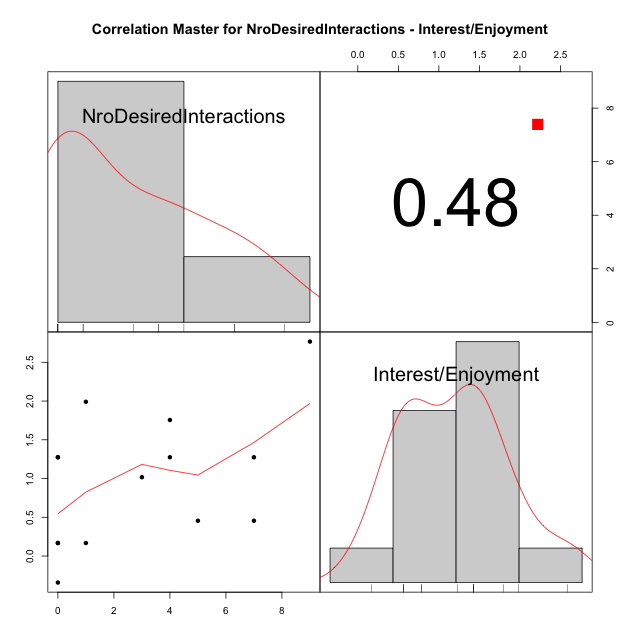 Correlation Master for NroDesiredInteractions - Interest/Enjoyment
0.0 0.5 1.0 1.5 2.0 2.5
NroDesiredInteractions
0.48
8
6
4
2
0
Interest/Enjoyment
2.5
2.0
1.5
1.0
0.5
0.0
0 2 4 6 8